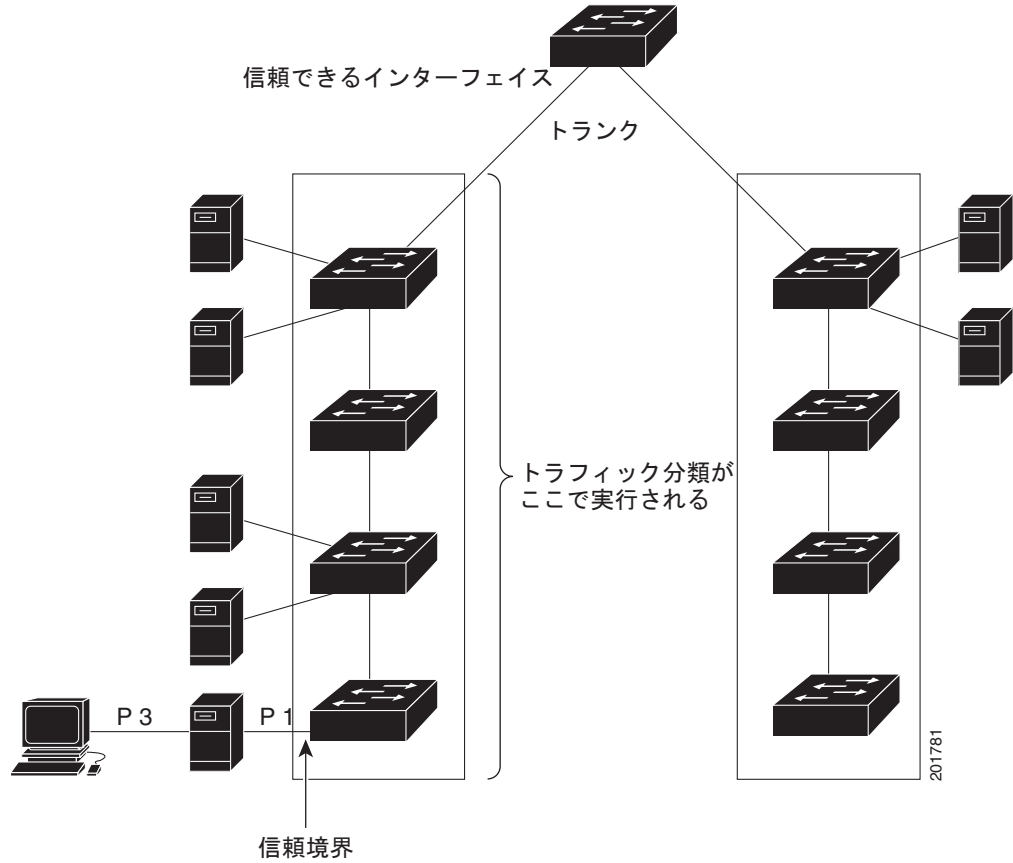 信頼できるインターフェイス
トランク
トラフィック分類が
ここで実行される
P 3
P 1
201781
信頼境界